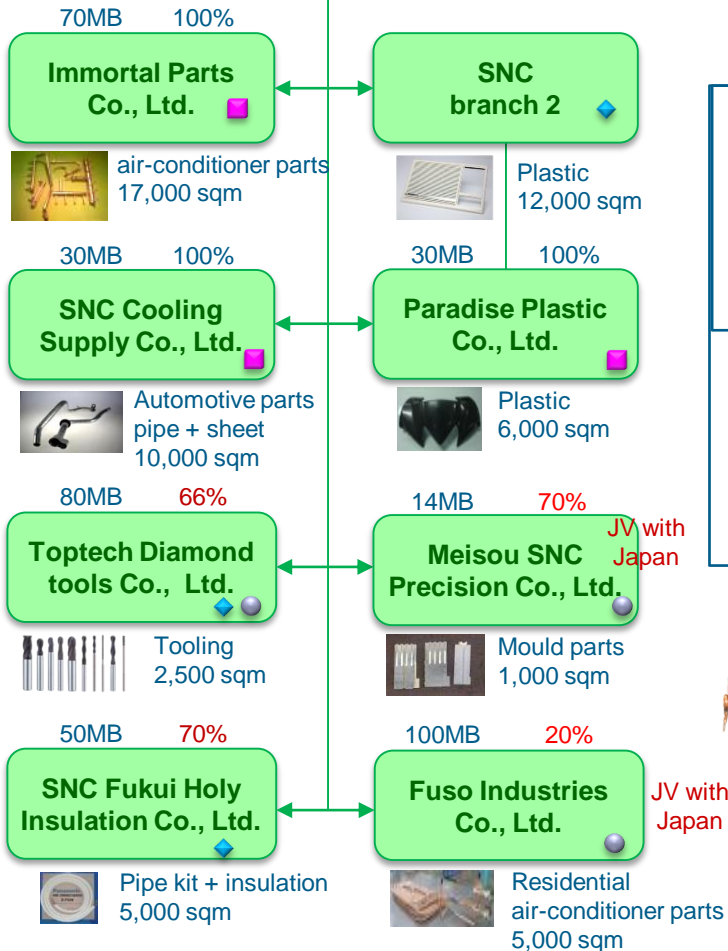 70MB 100%
Immortal Parts
Co., Ltd.
air-conditioner parts
17,000 sqm
SNC
branch 2
Plastic
12,000 sqm
30MB 100%
SNC Cooling
Supply Co., Ltd.
Automotive parts
pipe + sheet
10,000 sqm
30MB 100%
Paradise Plastic
Co., Ltd.
Plastic
6,000 sqm
80MB 66%
Toptech Diamond
tools Co., Ltd.
Tooling
2,500 sqm
14MB 70%
JV with
Japan
Meisou SNC
Precision Co., Ltd.
Mould parts
1,000 sqm
50MB 70%
SNC Fukui Holy
Insulation Co., Ltd.
Pipe kit + insulation
5,000 sqm
100MB 20%
Fuso Industries
Co., Ltd.
JV with
Japan
Residential
air-conditioner parts
5,000 sqm